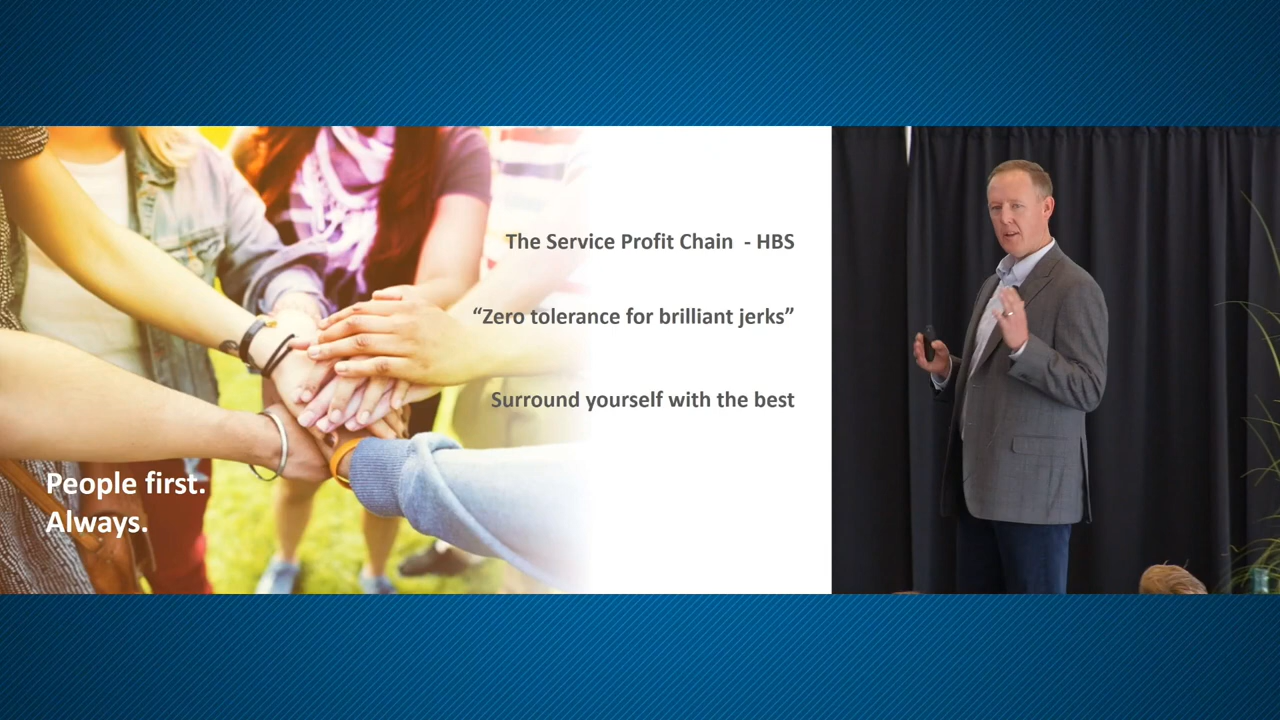 The Service Profit Chain  - HBS
“Zero tolerance for brilliant jerks”
Surround yourself with the best
People first.
Always.